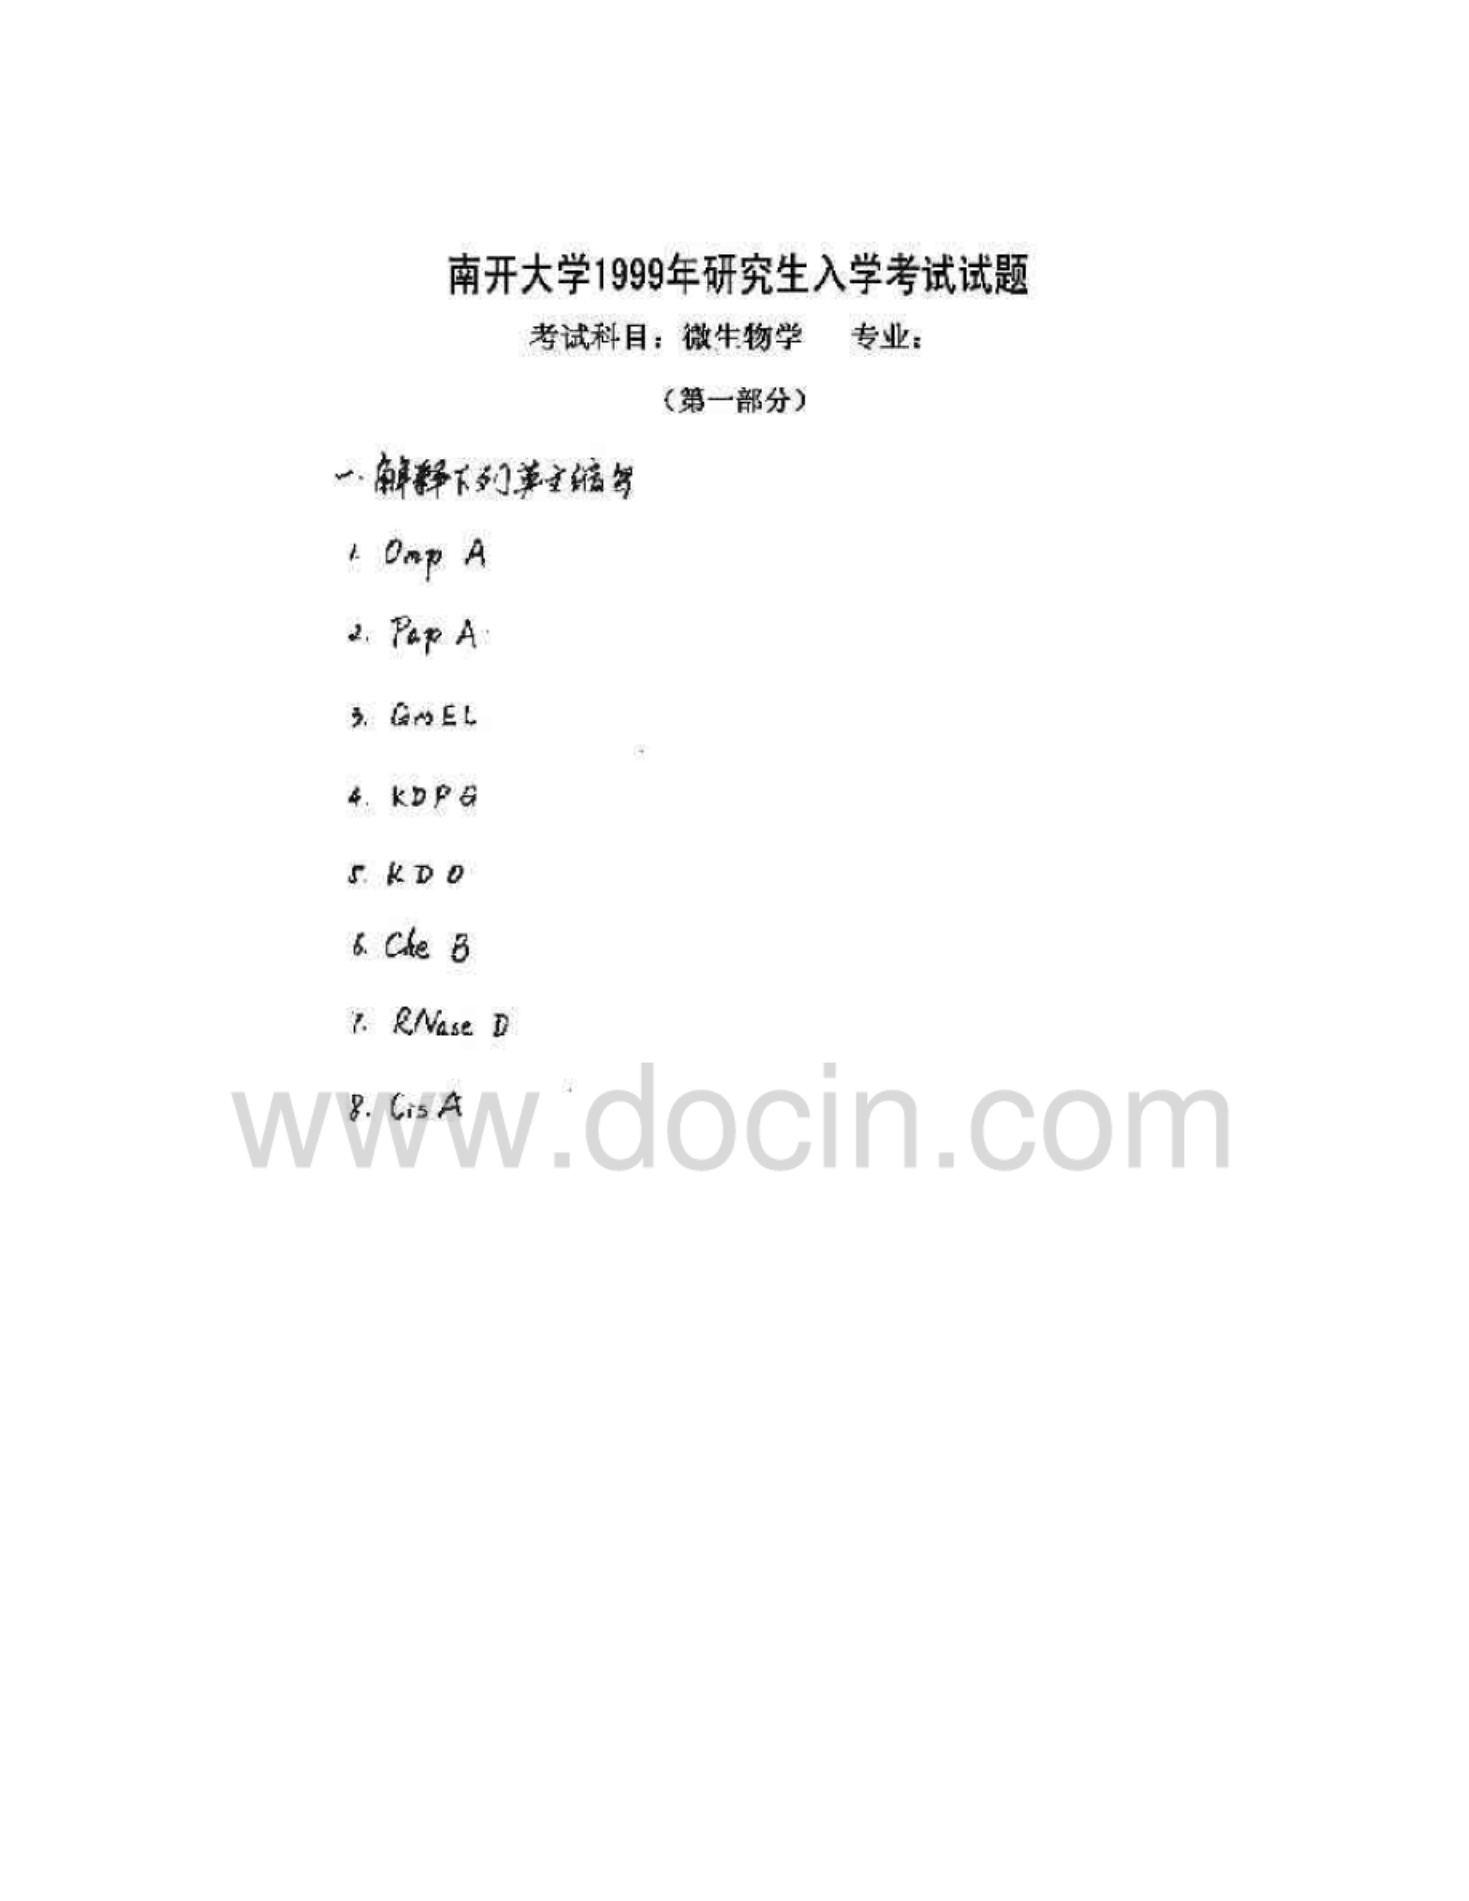 南开大学1999年研究生入学考试试题
考试科目：微生物学 专业：
（第一部分）
一.解释下列英文缩写
1. Omp A
2. Pap A
3. GroEL
4. KDPG
5. KDO
6. Che B
7. RNase D
8. Cis A
www.docin.com